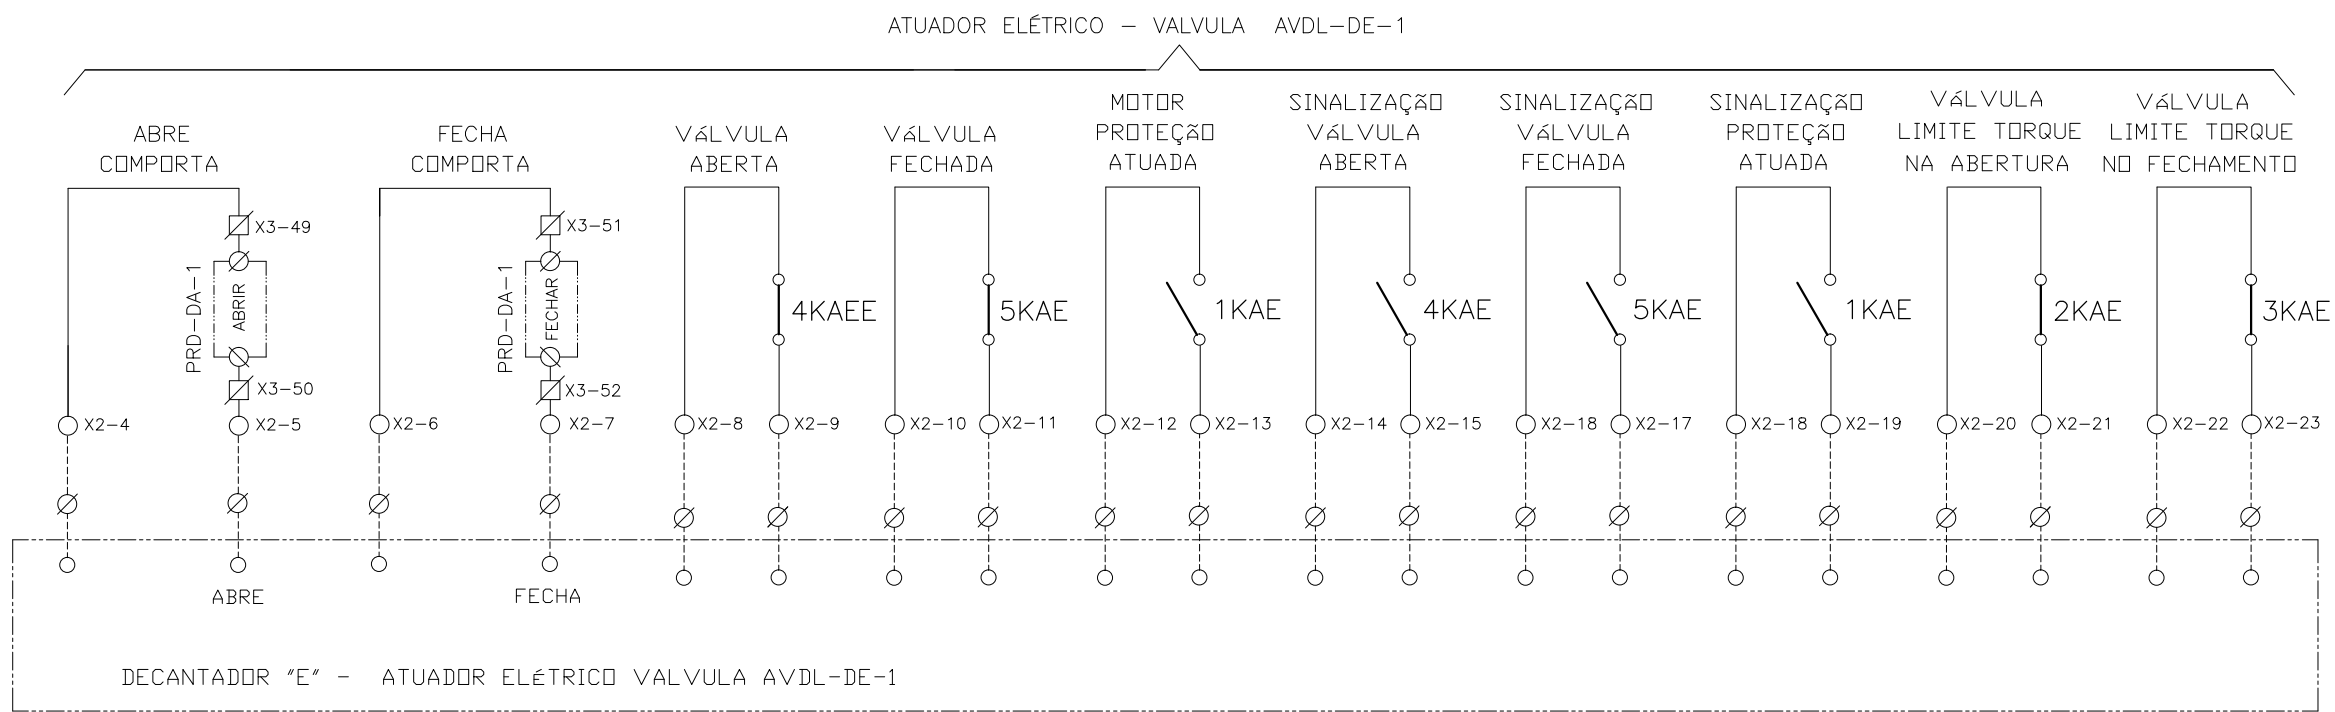 ATUADOR ELÉTRICO – VALVULA AVDL–DE–1
ABRE
COMPORTA
FECHA
COMPORTA
VÁLVULA
ABERTA
VÁLVULA
FECHADA
MOTOR
PROTEÇÃO
ATUADA
SINALIZAÇÃO
VÁLVULA
ABERTA
SINALIZAÇÃO
VÁLVULA
FECHADA
SINALIZAÇÃO
PROTEÇÃO
ATUADA
VÁLVULA
LIMITE TORQUE
NA ABERTURA
VÁLVULA
LIMITE TORQUE
NO FECHAMENTO
X3–49
PRD–DA–1
ABRIR
X3–50
X3–51
PRD–DA–1
FECHAR
X3–52
4KAEE
5KAE
1KAE
4KAE
5KAE
1KAE
2KAE
3KAE
X2–4
X2–5
X2–6
X2–7
X2–8
X2–9
X2–10
X2–11
X2–12
X2–13
X2–14
X2–15
X2–18
X2–17
X2–18
X2–19
X2–20
X2–21
X2–22
X2–23
ABRE
FECHA
DECANTADOR "E" – ATUADOR ELÉTRICO VALVULA AVDL–DE–1